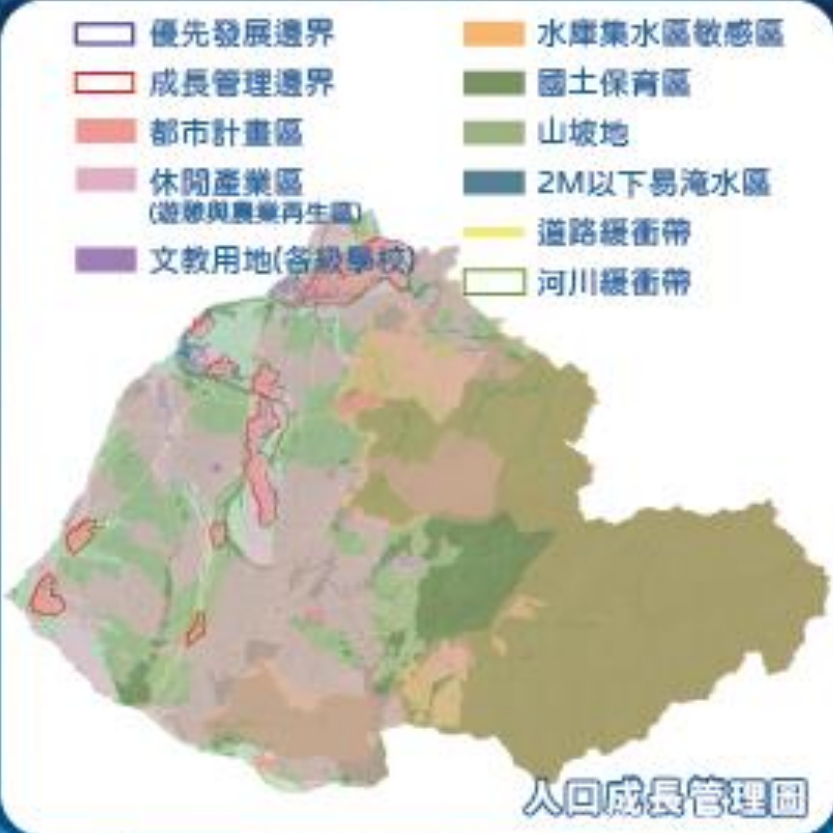 優先發展邊界
成長管理邊界
都市計畫區
休閒產業區
(遊憩與農業再生區)
文教用地(各級學校)
水庫集水區敏感區
國土保育區
山坡地
2M以下易淹水區
道路緩衝帶
河川緩衝帶
人口成長管理圖